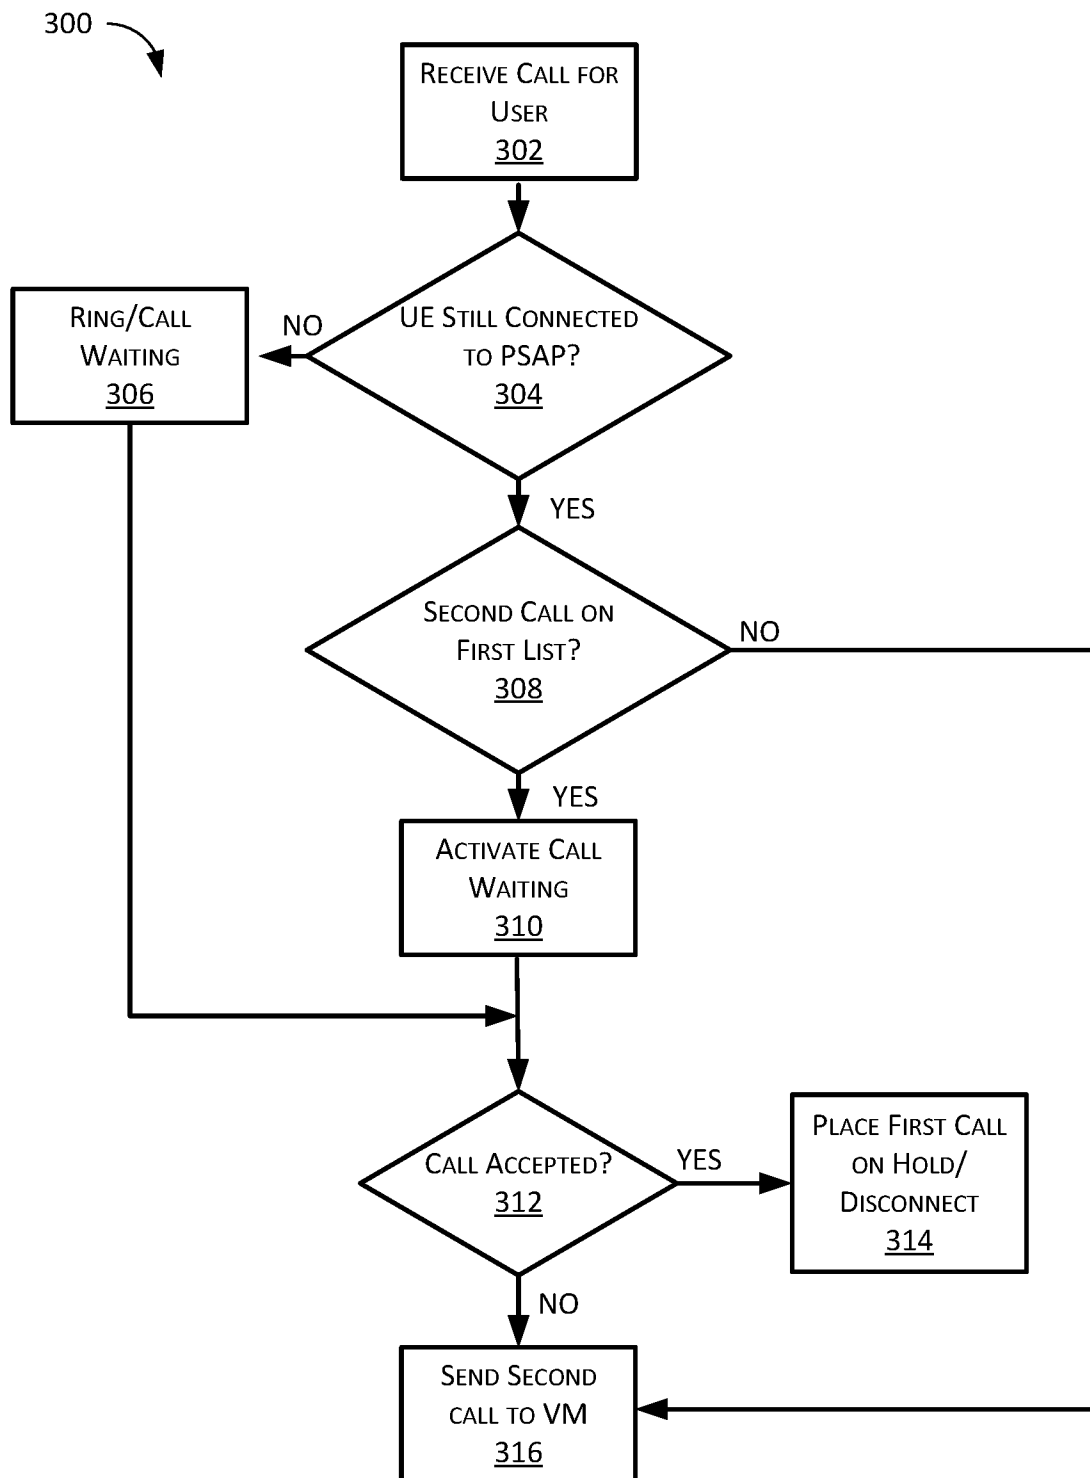 300
RECEIVE CALL FOR
USER
302
UE STILL CONNECTED
TO PSAP?
304
NO
RING/CALL
WAITING
306
YES
SECOND CALL ON
FIRST LIST?
308
NO
YES
ACTIVATE CALL
WAITING
310
CALL ACCEPTED?
312
YES
PLACE FIRST CALL
ON HOLD/
DISCONNECT
314
NO
SEND SECOND
CALL TO VM
316